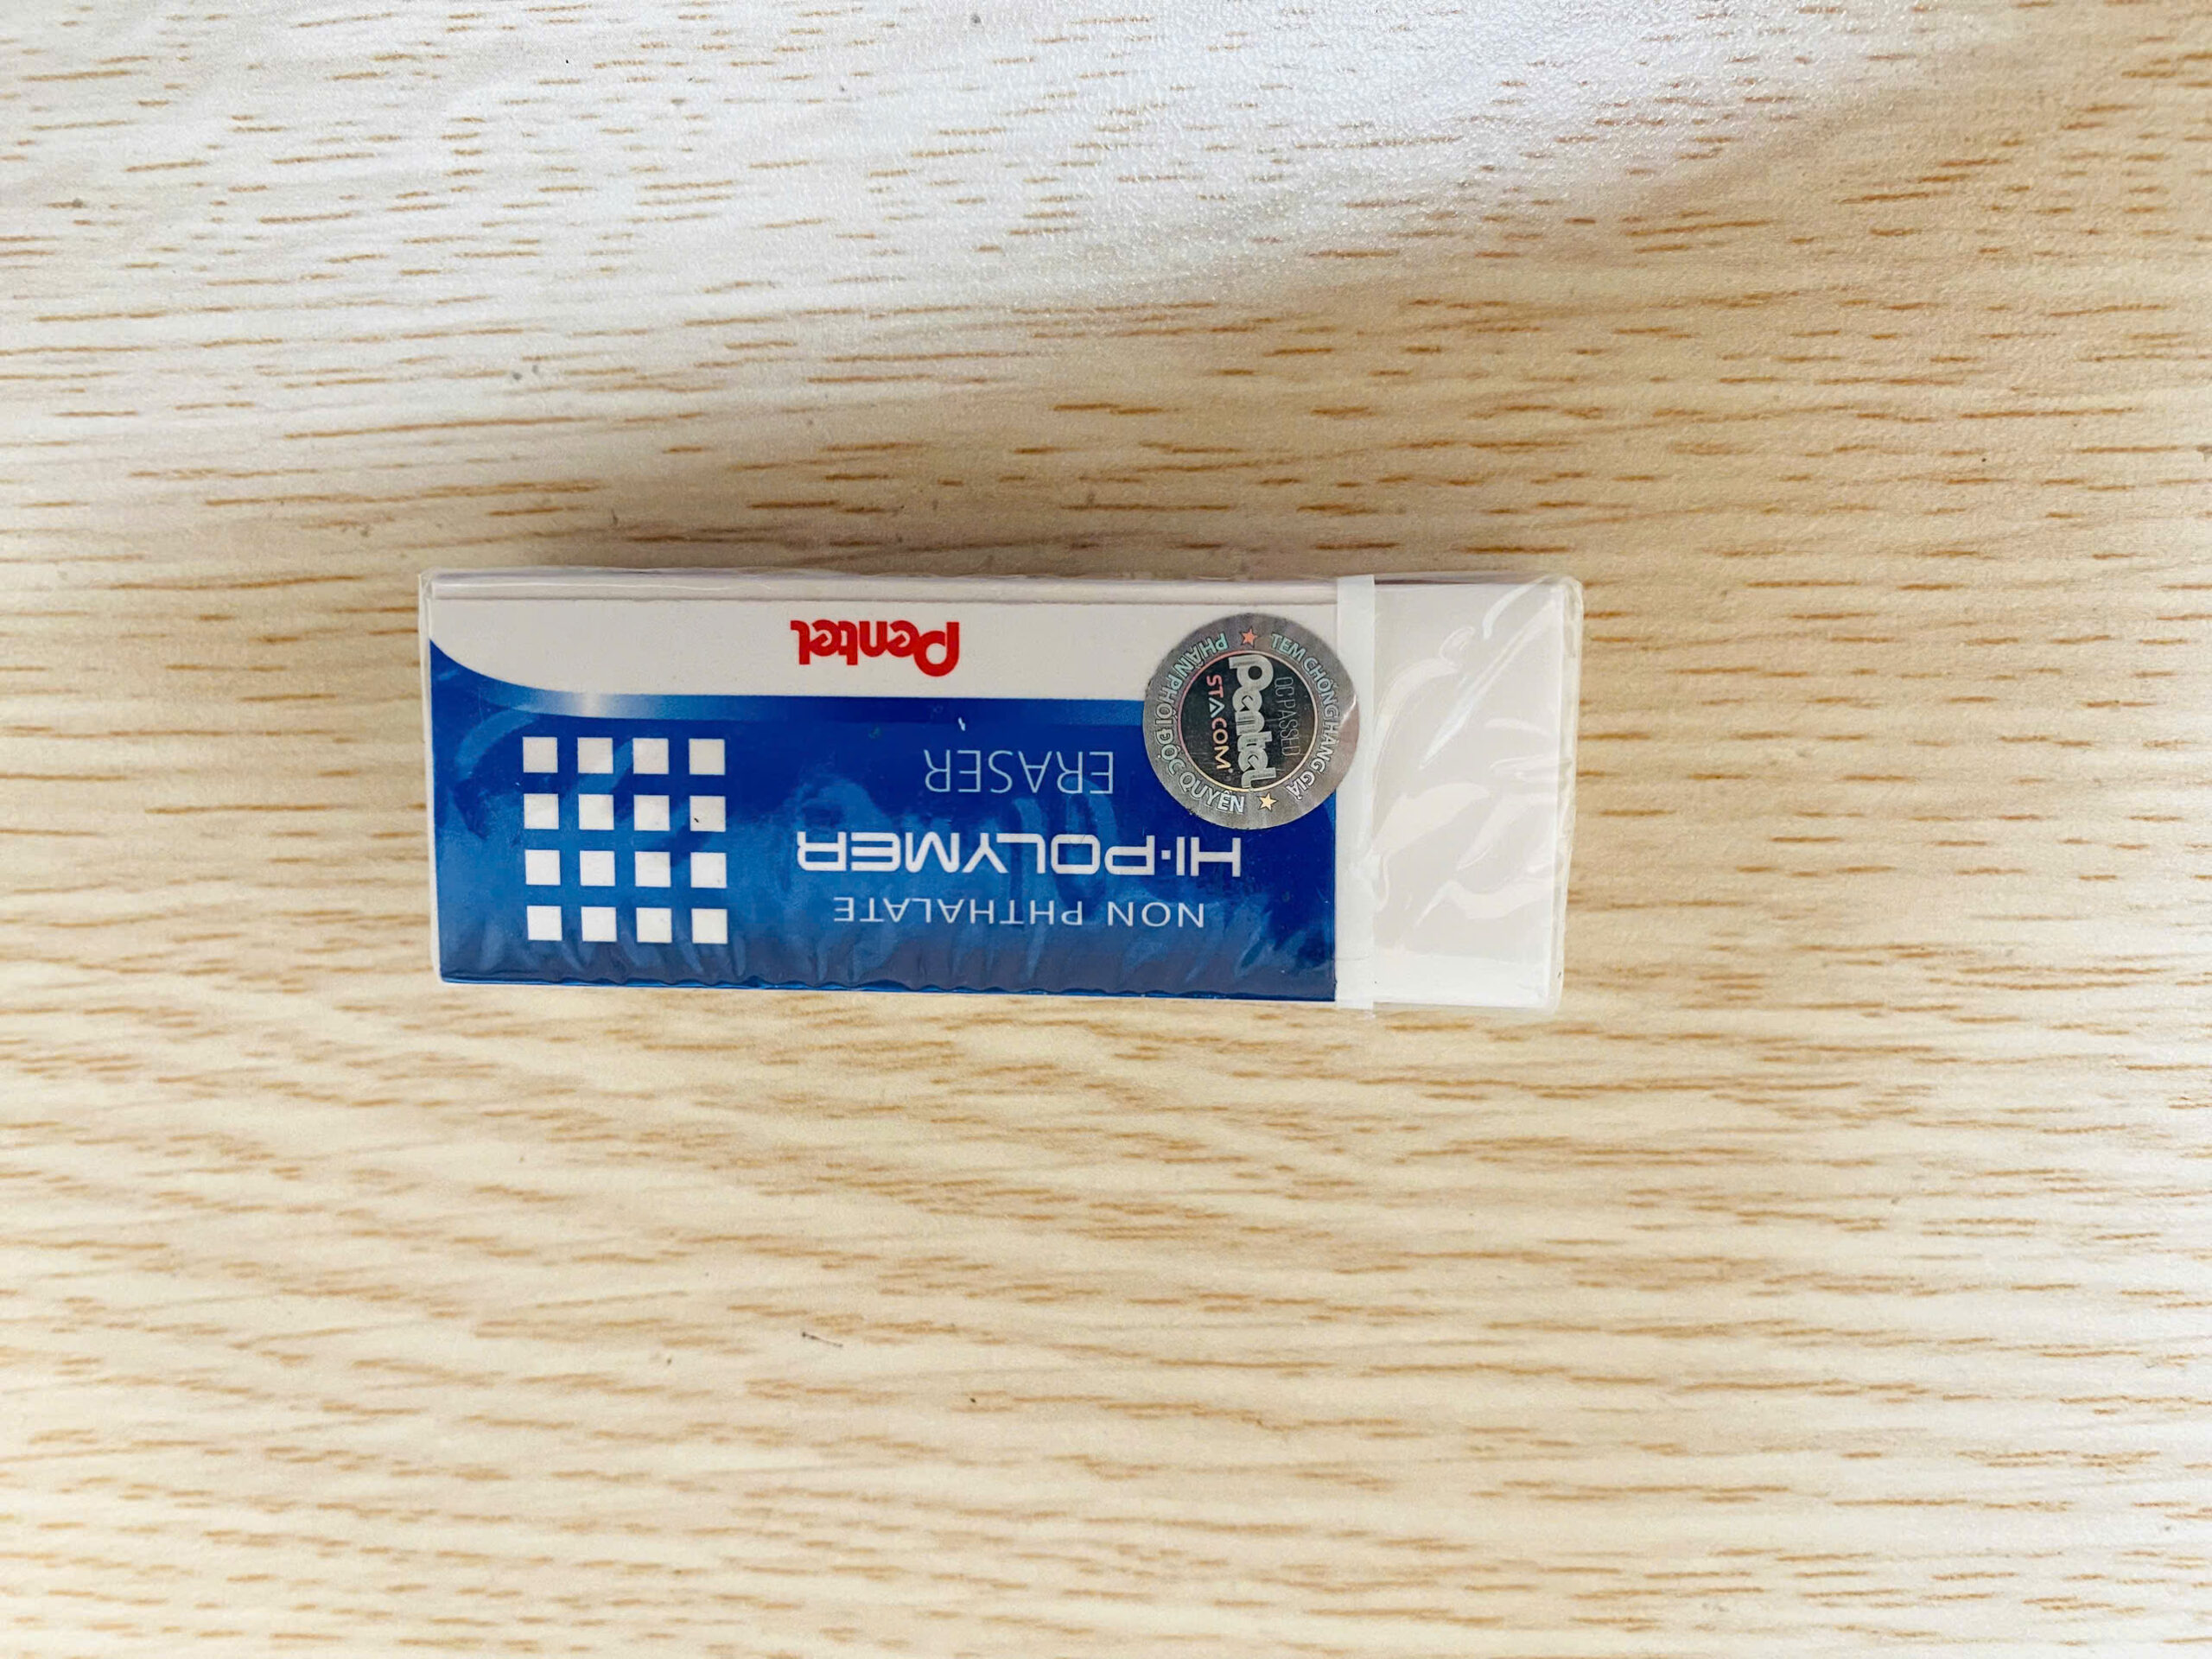 NON PHTHALATE
HI-POLYMER
ERASER
Pentel
TEM CHỐNG HÀNG GIẢ
PHÂN PHỐI ĐỘC QUYỀN
QC PASSED
Pentel
STACOM